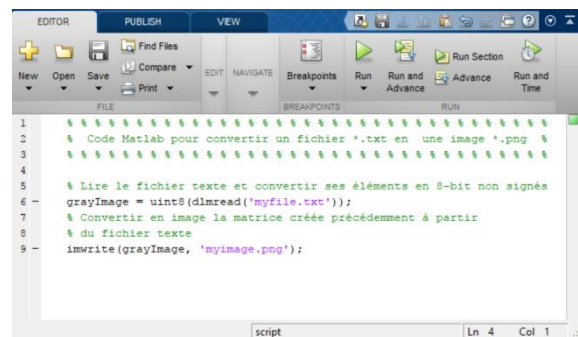 EDITOR PUBLISH VIEW
Find Files
Compare
Print
New Open Save
EDIT NAVIGATE Breakpoints
Run Run and Advance
Run Section
Advance
Run and Time
FILE BREAKPOINTS RUN
1 % % % % % % % % % % % % % % % % % % % % % % % % % % % % % %
2 % Code Matlab pour convertir un fichier *.txt en une image *.png %
3 % % % % % % % % % % % % % % % % % % % % % % % % % % % % % %
4
5 % Lire le fichier texte et convertir ses éléments en 8-bit non signés
6 – grayImage = uint8(dlmread('myfile.txt'));
7 % Convertir en image la matrice créée précédemment à partir
8 % du fichier texte
9 – imwrite(grayImage, 'myimage.png');
script Ln 4 Col 1